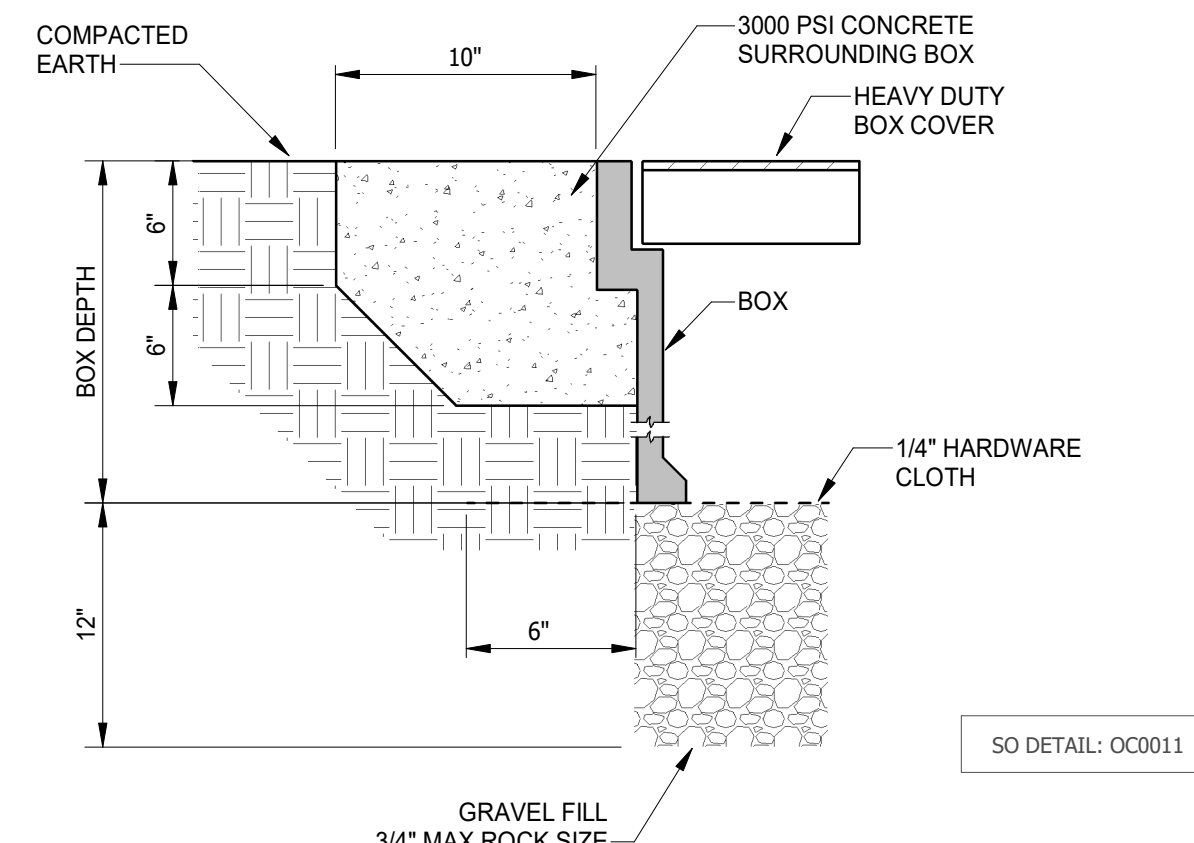 COMPACTED
EARTH
10"
3000 PSI CONCRETE
SURROUNDING BOX
HEAVY DUTY
BOX COVER
6"
BOX DEPTH
6"
BOX
1/4" HARDWARE
CLOTH
12"
6"
SO DETAIL: OC0011
GRAVEL FILL
3/4" MAX ROCK SIZE